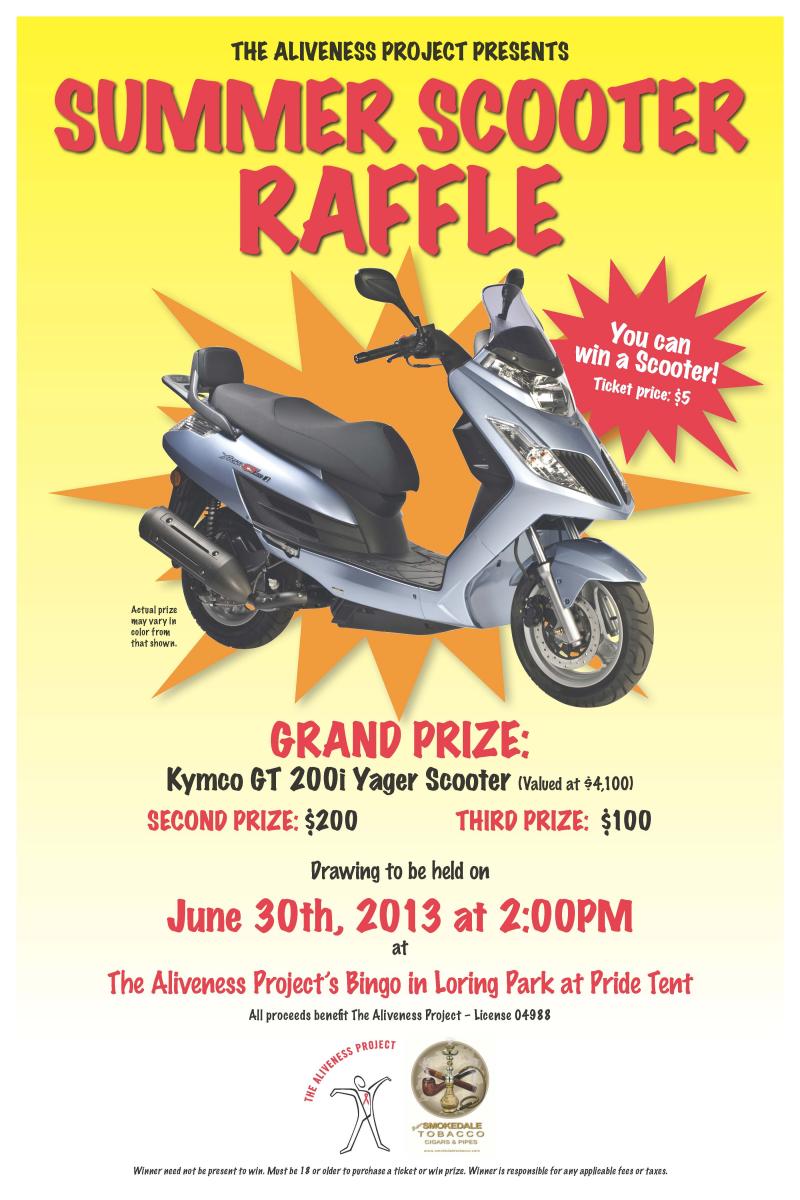 THE ALIVENESS PROJECT PRESENTS
SUMMER SCOOTER
RAFFLE
You can
win a Scooter!
Ticket price: $5
Actual prize
may vary in
color from
that shown.
GRAND PRIZE:
Kymco GT 200i Yager Scooter (Valued at $4,100)
SECOND PRIZE: $200 THIRD PRIZE: $100
Drawing to be held on
June 30th, 2013 at 2:00PM
at
The Aliveness Project's Bingo in Loring Park at Pride Tent
All proceeds benefit The Aliveness Project – License 04988
THE ALIVENESS PROJECT
SMOKEDALE
TOBACCO
CIGARS & PIPES
www.smokedaletobacco.com
Winner need not be present to win. Must be 18 or older to purchase a ticket or win prize. Winner is responsible for any applicable fees or taxes.